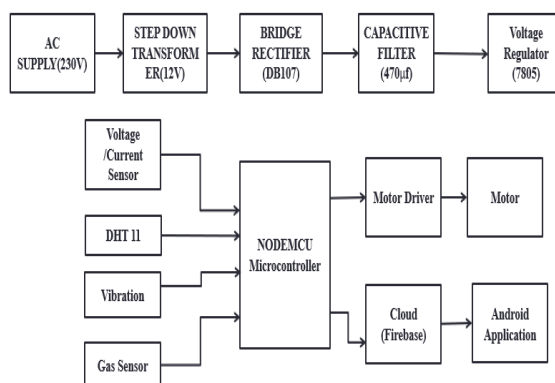 AC
SUPPLY(230V)
STEP DOWN
TRANSFORM
ER(12V)
BRIDGE
RECTIFIER
(DB107)
CAPACITIVE
FILTER
(470μf)
Voltage
Regulator
(7805)
Voltage
/Current
Sensor
DHT 11
Vibration
Gas Sensor
NODEMCU
Microcontroller
Motor Driver
Motor
Cloud
(Firebase)
Android
Application